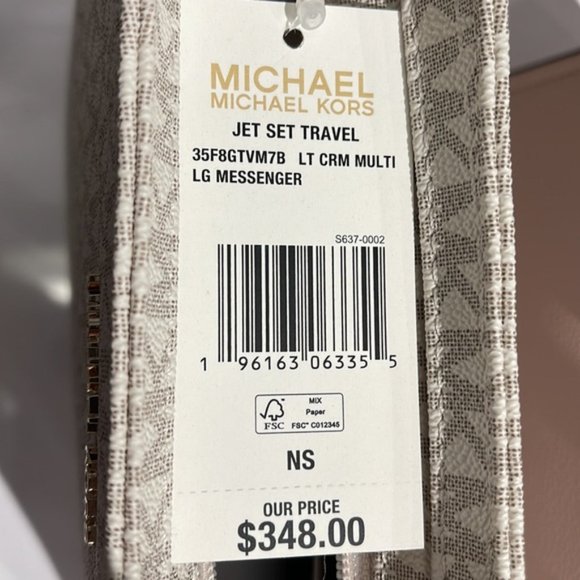 MICHAEL
MICHAEL KORS
JET SET TRAVEL
35F8GTVM7B LT CRM MULTI
LG MESSENGER
S637-0002
1 96163 06335 5
FSC
MIX
Paper
FSC® C012345
NS
OUR PRICE
$348.00